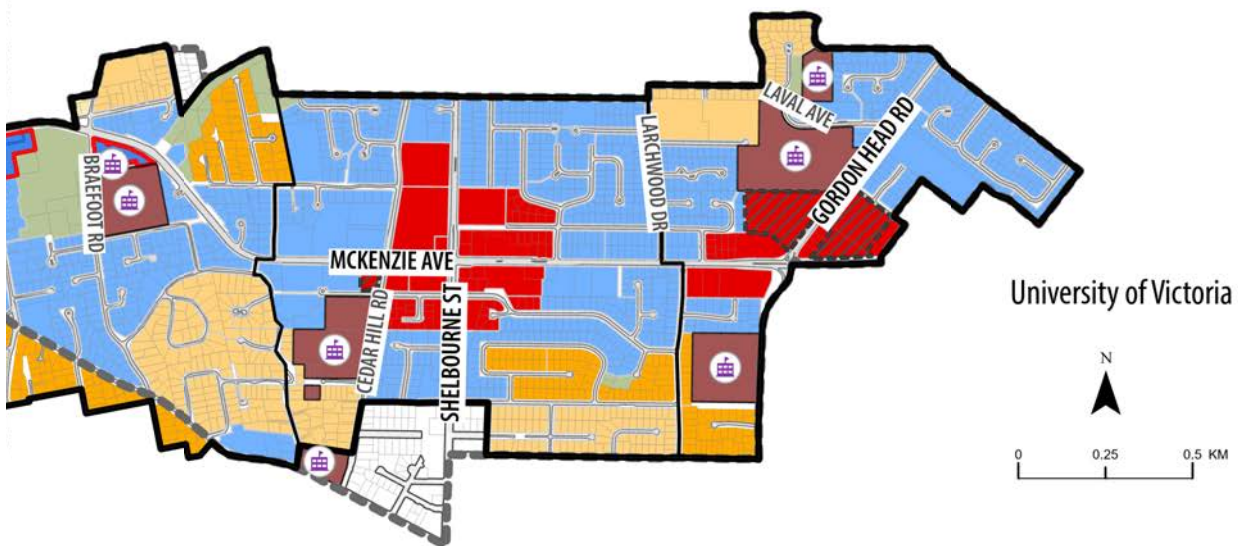 LAVAL AVE
GORDON HEAD RD
LARCHWOOD DR
BRAEFOOT RD
MCKENZIE AVE
CEDAR HILL RD
SHELBOURNE ST
University of Victoria
N
0 0.25 0.5 KM